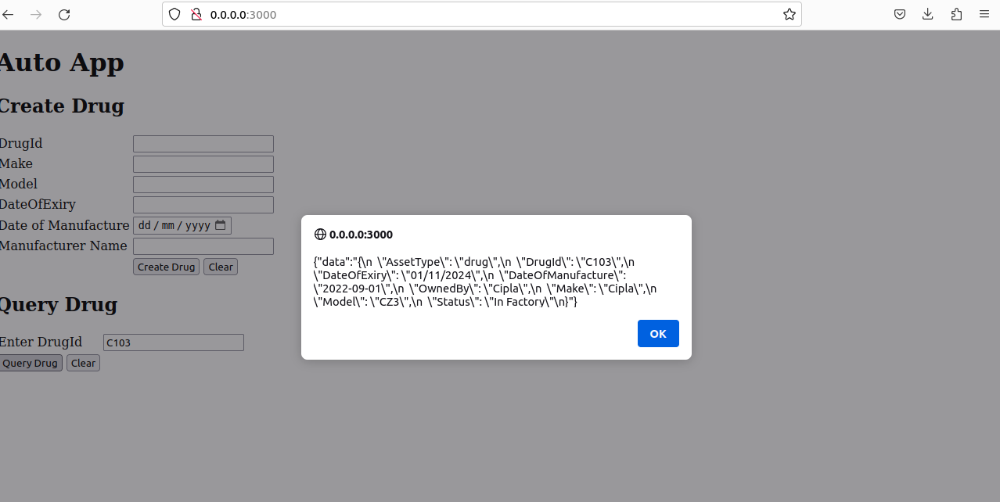 0.0.0.0:3000
Auto App
Create Drug
DrugId
Make
Model
DateOfExiry
Date of Manufacture dd / mm / yyyy
Manufacturer Name
Create Drug Clear
Query Drug
Enter DrugId C103
Query Drug Clear
0.0.0.0:3000
{"data":"{\n \"AssetType\": \"drug\",\n \"DrugId\": \"C103\",\n
\"DateOfExiry\": \"01/11/2024\",\n \"DateOfManufacture\":
\"2022-09-01\",\n \"OwnedBy\": \"Cipla\",\n \"Make\": \"Cipla\",\n
\"Model\": \"CZ3\",\n \"Status\": \"In Factory\"\n}"}
OK